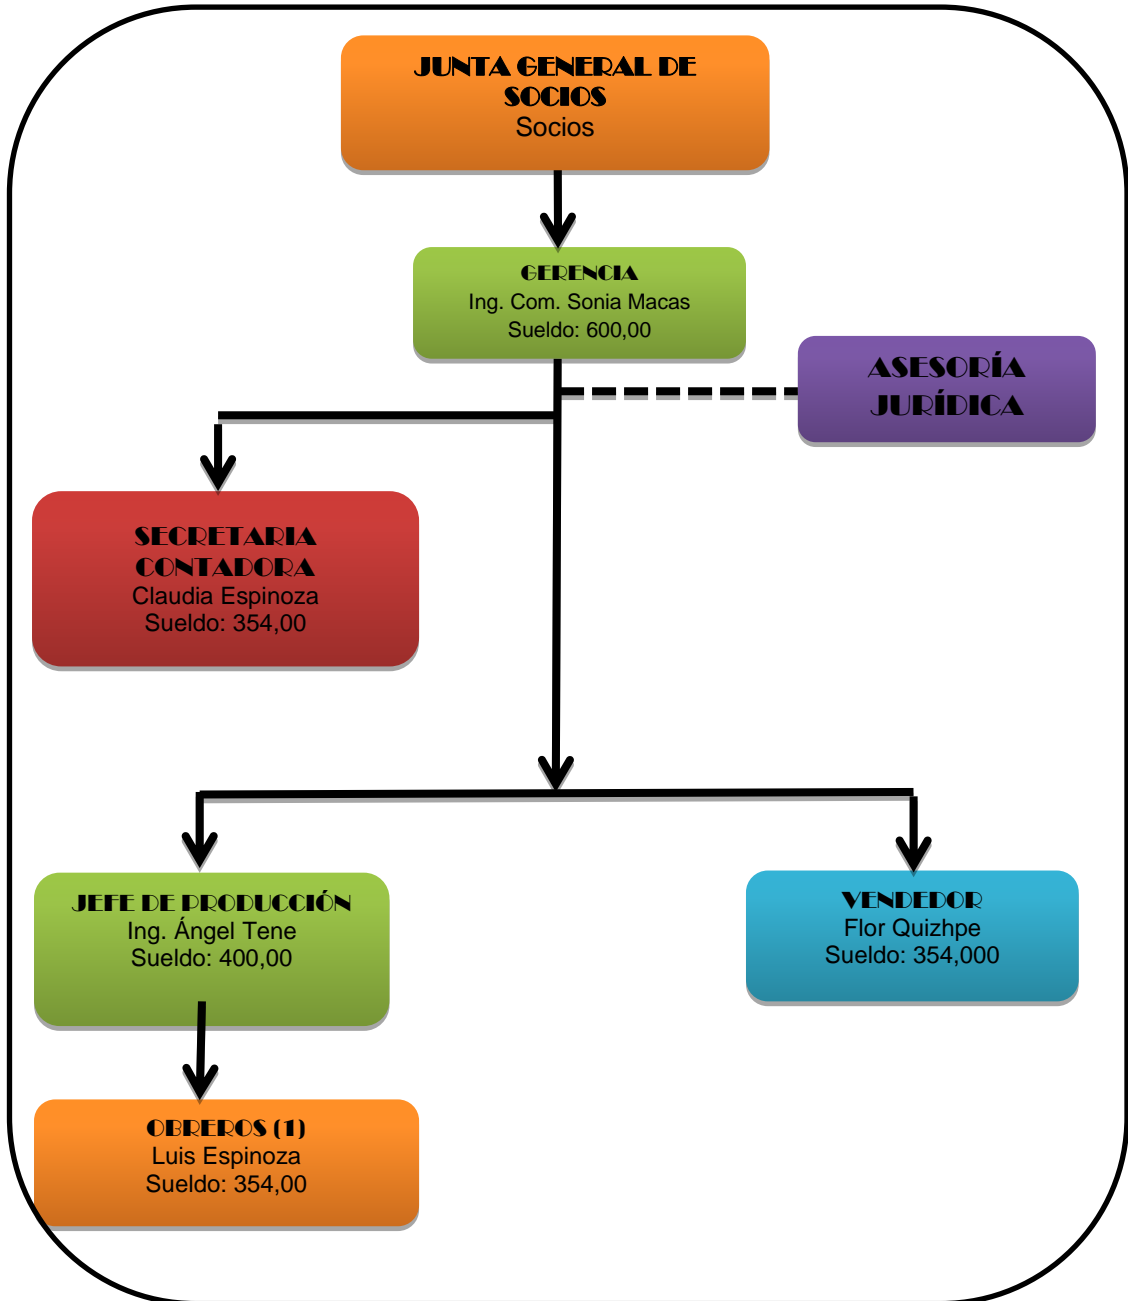 JUNTA GENERAL DE
SOCIOS
Socios
GERENCIA
Ing. Com. Sonia Macas
Sueldo: 600,00
ASESORÍA
JURÍDICA
SECRETARIA
CONTADORA
Claudia Espinoza
Sueldo: 354,00
JEFE DE PRODUCCIÓN
Ing. Ángel Tene
Sueldo: 400,00
VENDEDOR
Flor Quizhpe
Sueldo: 354,000
OBREROS (1)
Luis Espinoza
Sueldo: 354,00